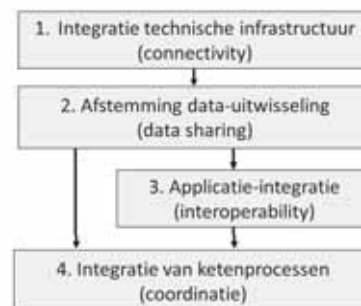 1. Integratie technische infrastructuur
(connectivity)
2. Afstemming data-uitwisseling
(data sharing)
3. Applicatie-integratie
(interoperability)
4. Integratie van ketenprocessen
(coordinatie)